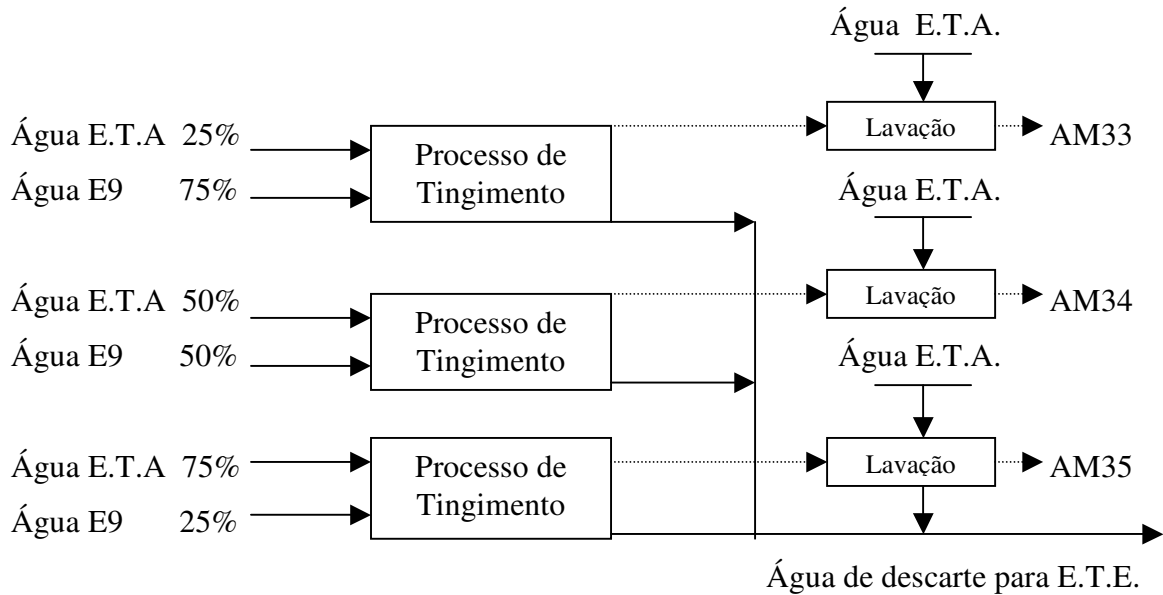 Água E.T.A.
Água E.T.A 25%
Água E9 75%
Processo de
Tingimento
Lavação
AM33
Água E.T.A.
Água E.T.A 50%
Água E9 50%
Processo de
Tingimento
Lavação
AM34
Água E.T.A.
Água E.T.A 75%
Água E9 25%
Processo de
Tingimento
Lavação
AM35
Água de descarte para E.T.E.